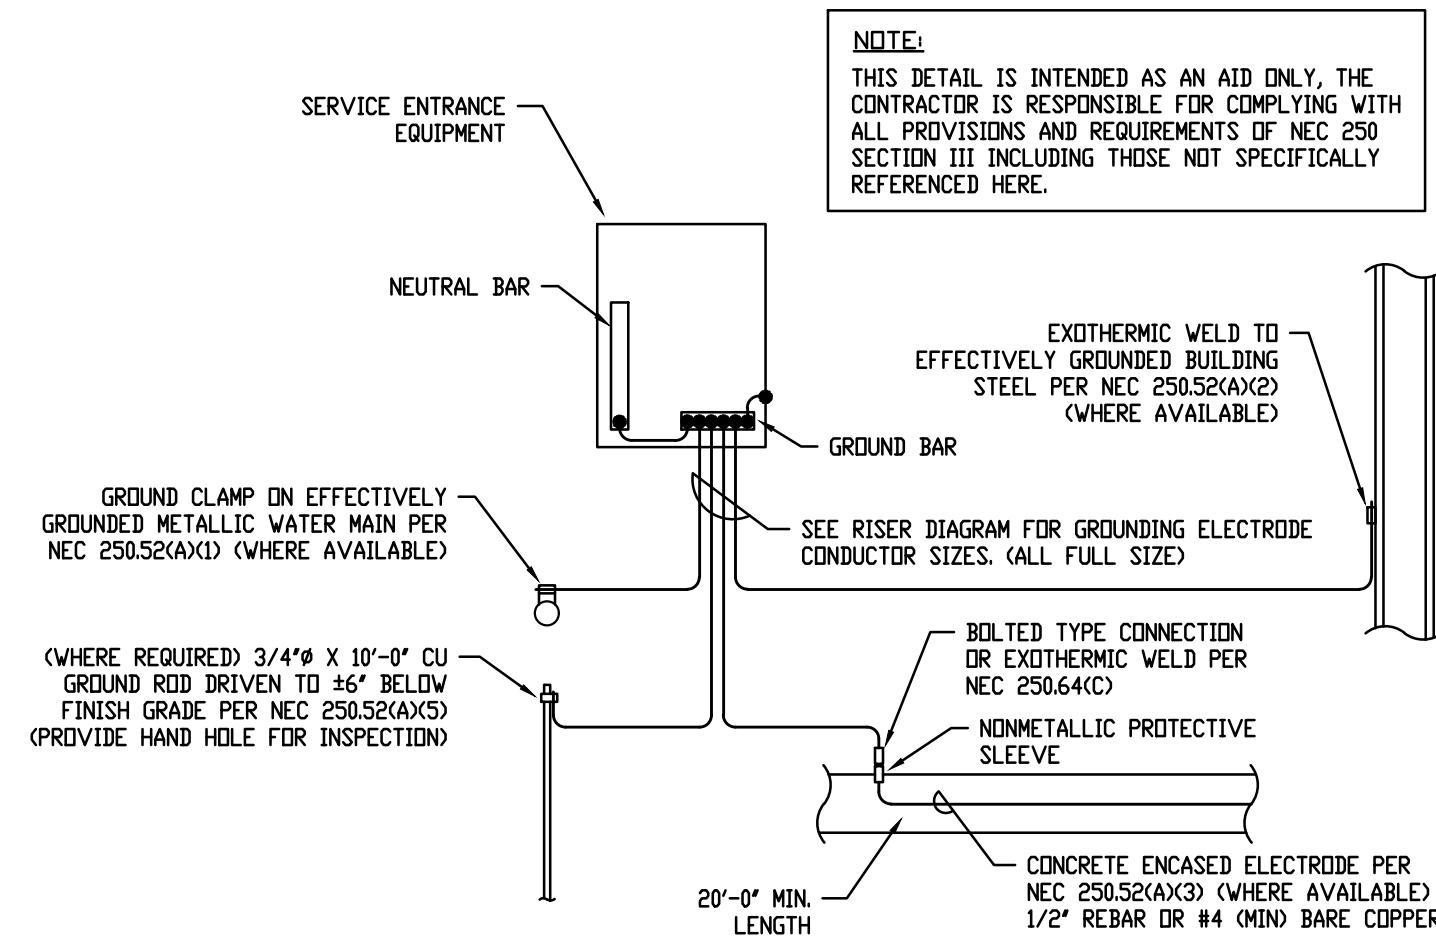 NOTE:
THIS DETAIL IS INTENDED AS AN AID ONLY, THE
CONTRACTOR IS RESPONSIBLE FOR COMPLYING WITH
ALL PROVISIONS AND REQUIREMENTS OF NEC 250
SECTION III INCLUDING THOSE NOT SPECIFICALLY
REFERENCED HERE.
SERVICE ENTRANCE
EQUIPMENT
NEUTRAL BAR
EXOTHERMIC WELD TO
EFFECTIVELY GROUNDED BUILDING
STEEL PER NEC 250.52(A)(2)
(WHERE AVAILABLE)
GROUND BAR
GROUND CLAMP ON EFFECTIVELY
GROUNDED METALLIC WATER MAIN PER
NEC 250.52(A)(1) (WHERE AVAILABLE)
SEE RISER DIAGRAM FOR GROUNDING ELECTRODE
CONDUCTOR SIZES. (ALL FULL SIZE)
(WHERE REQUIRED) 3/4"Ø X 10'-0" CU
GROUND ROD DRIVEN TO ±6" BELOW
FINISH GRADE PER NEC 250.52(A)(5)
(PROVIDE HAND HOLE FOR INSPECTION)
BOLTED TYPE CONNECTION
OR EXOTHERMIC WELD PER
NEC 250.64(C)
NONMETALLIC PROTECTIVE
SLEEVE
20'-0" MIN.
LENGTH
CONCRETE ENCASED ELECTRODE PER
NEC 250.52(A)(3) (WHERE AVAILABLE)
1/2" REBAR OR #4 (MIN) BARE COPPER